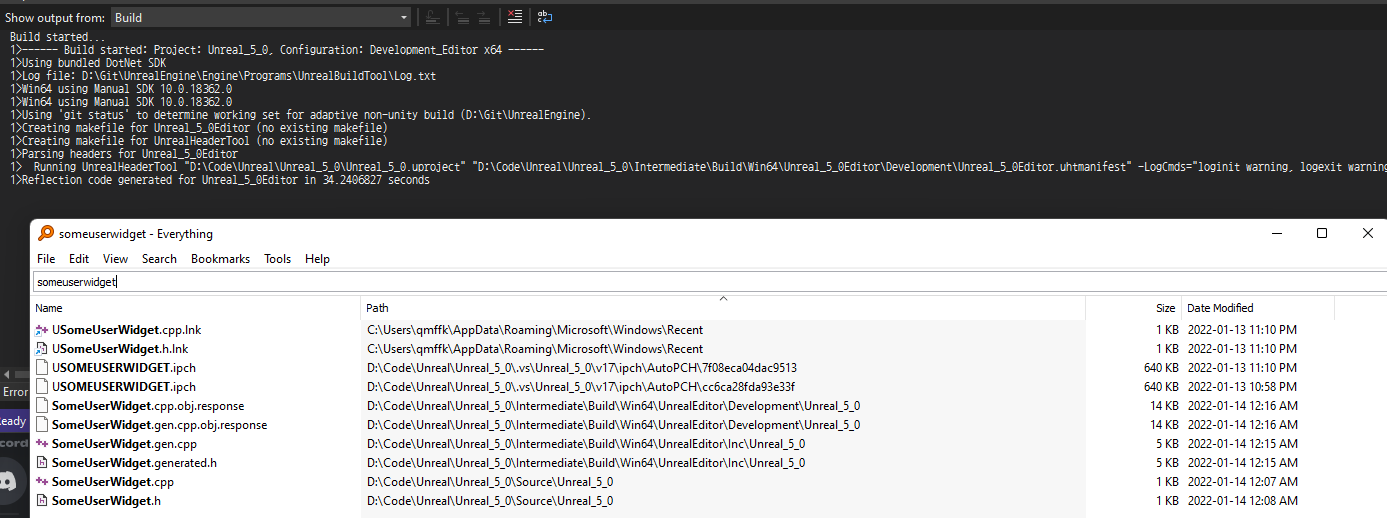 Show output from: Build
Build started...
1>------ Build started: Project: Unreal_5_0, Configuration: Development_Editor x64 ------
1>Using bundled DotNet SDK
1>Log file: D:\Git\UnrealEngine\Engine\Programs\UnrealBuildTool\Log.txt
1>Win64 using Manual SDK 10.0.18362.0
1>Win64 using Manual SDK 10.0.18362.0
1>Using 'git status' to determine working set for adaptive non-unity build (D:\Git\UnrealEngine).
1>Creating makefile for Unreal_5_0Editor (no existing makefile)
1>Creating makefile for UnrealHeaderTool (no existing makefile)
1>Parsing headers for Unreal_5_0Editor
1>  Running UnrealHeaderTool "D:\Code\Unreal\Unreal_5_0\Unreal_5_0.uproject" "D:\Code\Unreal\Unreal_5_0\Intermediate\Build\Win64\Unreal_5_0Editor\Development\Unreal_5_0Editor.uhtmanifest" -LogCmds="loginit warning, logexit warning
1>Reflection code generated for Unreal_5_0Editor in 34.2406827 seconds
someuserwidget - Everything
File Edit View Search Bookmarks Tools Help
someuserwidget
Name Path Size Date Modified
USomeUserWidget.cpp.lnk C:\Users\qmffk\AppData\Roaming\Microsoft\Windows\Recent 1 KB 2022-01-13 11:10 PM
USomeUserWidget.h.lnk C:\Users\qmffk\AppData\Roaming\Microsoft\Windows\Recent 1 KB 2022-01-13 11:10 PM
USOMEUSERWIDGET.ipch D:\Code\Unreal\Unreal_5_0\.vs\Unreal_5_0\v17\ipch\AutoPCH\7f08eca04dac9513 640 KB 2022-01-13 11:10 PM
USOMEUSERWIDGET.ipch D:\Code\Unreal\Unreal_5_0\.vs\Unreal_5_0\v17\ipch\AutoPCH\cc6ca28fda93e33f 640 KB 2022-01-13 10:58 PM
SomeUserWidget.cpp.obj.response D:\Code\Unreal\Unreal_5_0\Intermediate\Build\Win64\UnrealEditor\Development\Unreal_5_0 14 KB 2022-01-14 12:16 AM
SomeUserWidget.gen.cpp.obj.response D:\Code\Unreal\Unreal_5_0\Intermediate\Build\Win64\UnrealEditor\Development\Unreal_5_0 14 KB 2022-01-14 12:16 AM
SomeUserWidget.gen.cpp D:\Code\Unreal\Unreal_5_0\Intermediate\Build\Win64\UnrealEditor\Inc\Unreal_5_0 5 KB 2022-01-14 12:15 AM
SomeUserWidget.generated.h D:\Code\Unreal\Unreal_5_0\Intermediate\Build\Win64\UnrealEditor\Inc\Unreal_5_0 5 KB 2022-01-14 12:15 AM
SomeUserWidget.cpp D:\Code\Unreal\Unreal_5_0\Source\Unreal_5_0 1 KB 2022-01-14 12:07 AM
SomeUserWidget.h D:\Code\Unreal\Unreal_5_0\Source\Unreal_5_0 1 KB 2022-01-14 12:08 AM
Error
eady
cord